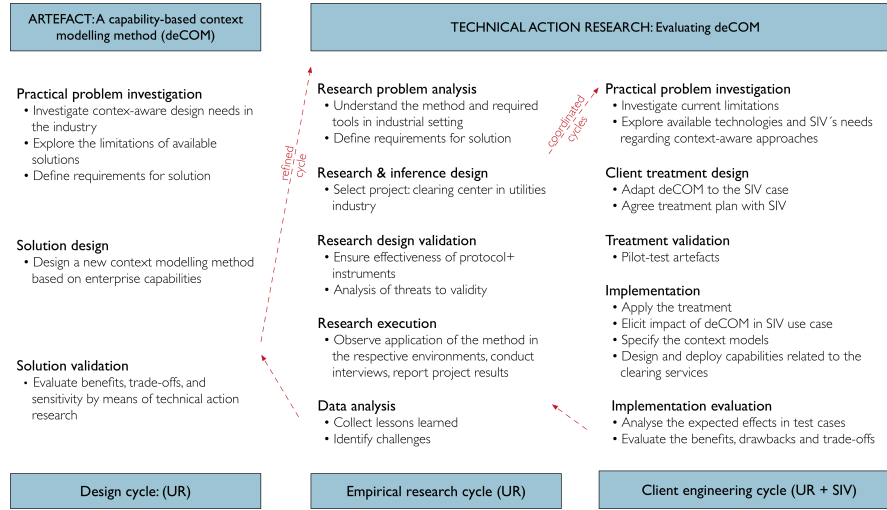 ARTEFACT: A capability-based context
modelling method (deCOM)
Practical problem investigation
• Investigate contex-aware design needs in
the industry
• Explore the limitations of available
solutions
• Define requirements for solution
Solution design
• Design a new context modelling method
based on enterprise capabilities
Solution validation
• Evaluate benefits, trade-offs, and
sensitivity by means of technical action
research
Design cycle: (UR)
refined
cycle
TECHNICAL ACTION RESEARCH: Evaluating deCOM
Research problem analysis
• Understand the method and required
tools in industrial setting
• Define requirements for solution
Research & inference design
• Select project: clearing center in utilities
industry
Research design validation
• Ensure effectiveness of protocol+
instruments
• Analysis of threats to validity
Research execution
• Observe application of the method in
the respective environments, conduct
interviews, report project results
Data analysis
• Collect lessons learned
• Identify challenges
Empirical research cycle (UR)
coordinated
cycles
Practical problem investigation
• Investigate current limitations
• Explore available technologies and SIV´s needs
regarding context-aware approaches
Client treatment design
• Adapt deCOM to the SIV case
• Agree treatment plan with SIV
Treatment validation
• Pilot-test artefacts
Implementation
• Apply the treatment
• Elicit impact of deCOM in SIV use case
• Specify the context models
• Design and deploy capabilities related to the
clearing services
Implementation evaluation
• Analyse the expected effects in test cases
• Evaluate the benefits, drawbacks and trade-offs
Client engineering cycle (UR + SIV)